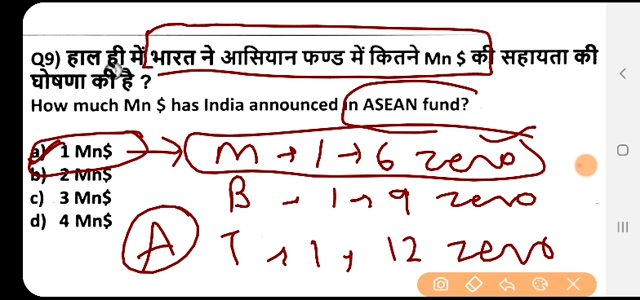 Q9) हाल ही में भारत ने आसियान फण्ड में कितने Mn $ की सहायता की
घोषणा की है ?
How much Mn $ has India announced in ASEAN fund?
a) 1 Mn$ → M → 1 → 6 zero
b) 2 Mn$
B → 1 → 9 zero
c) 3 Mn$
d) 4 Mn$
A T → 1 → 12 zero